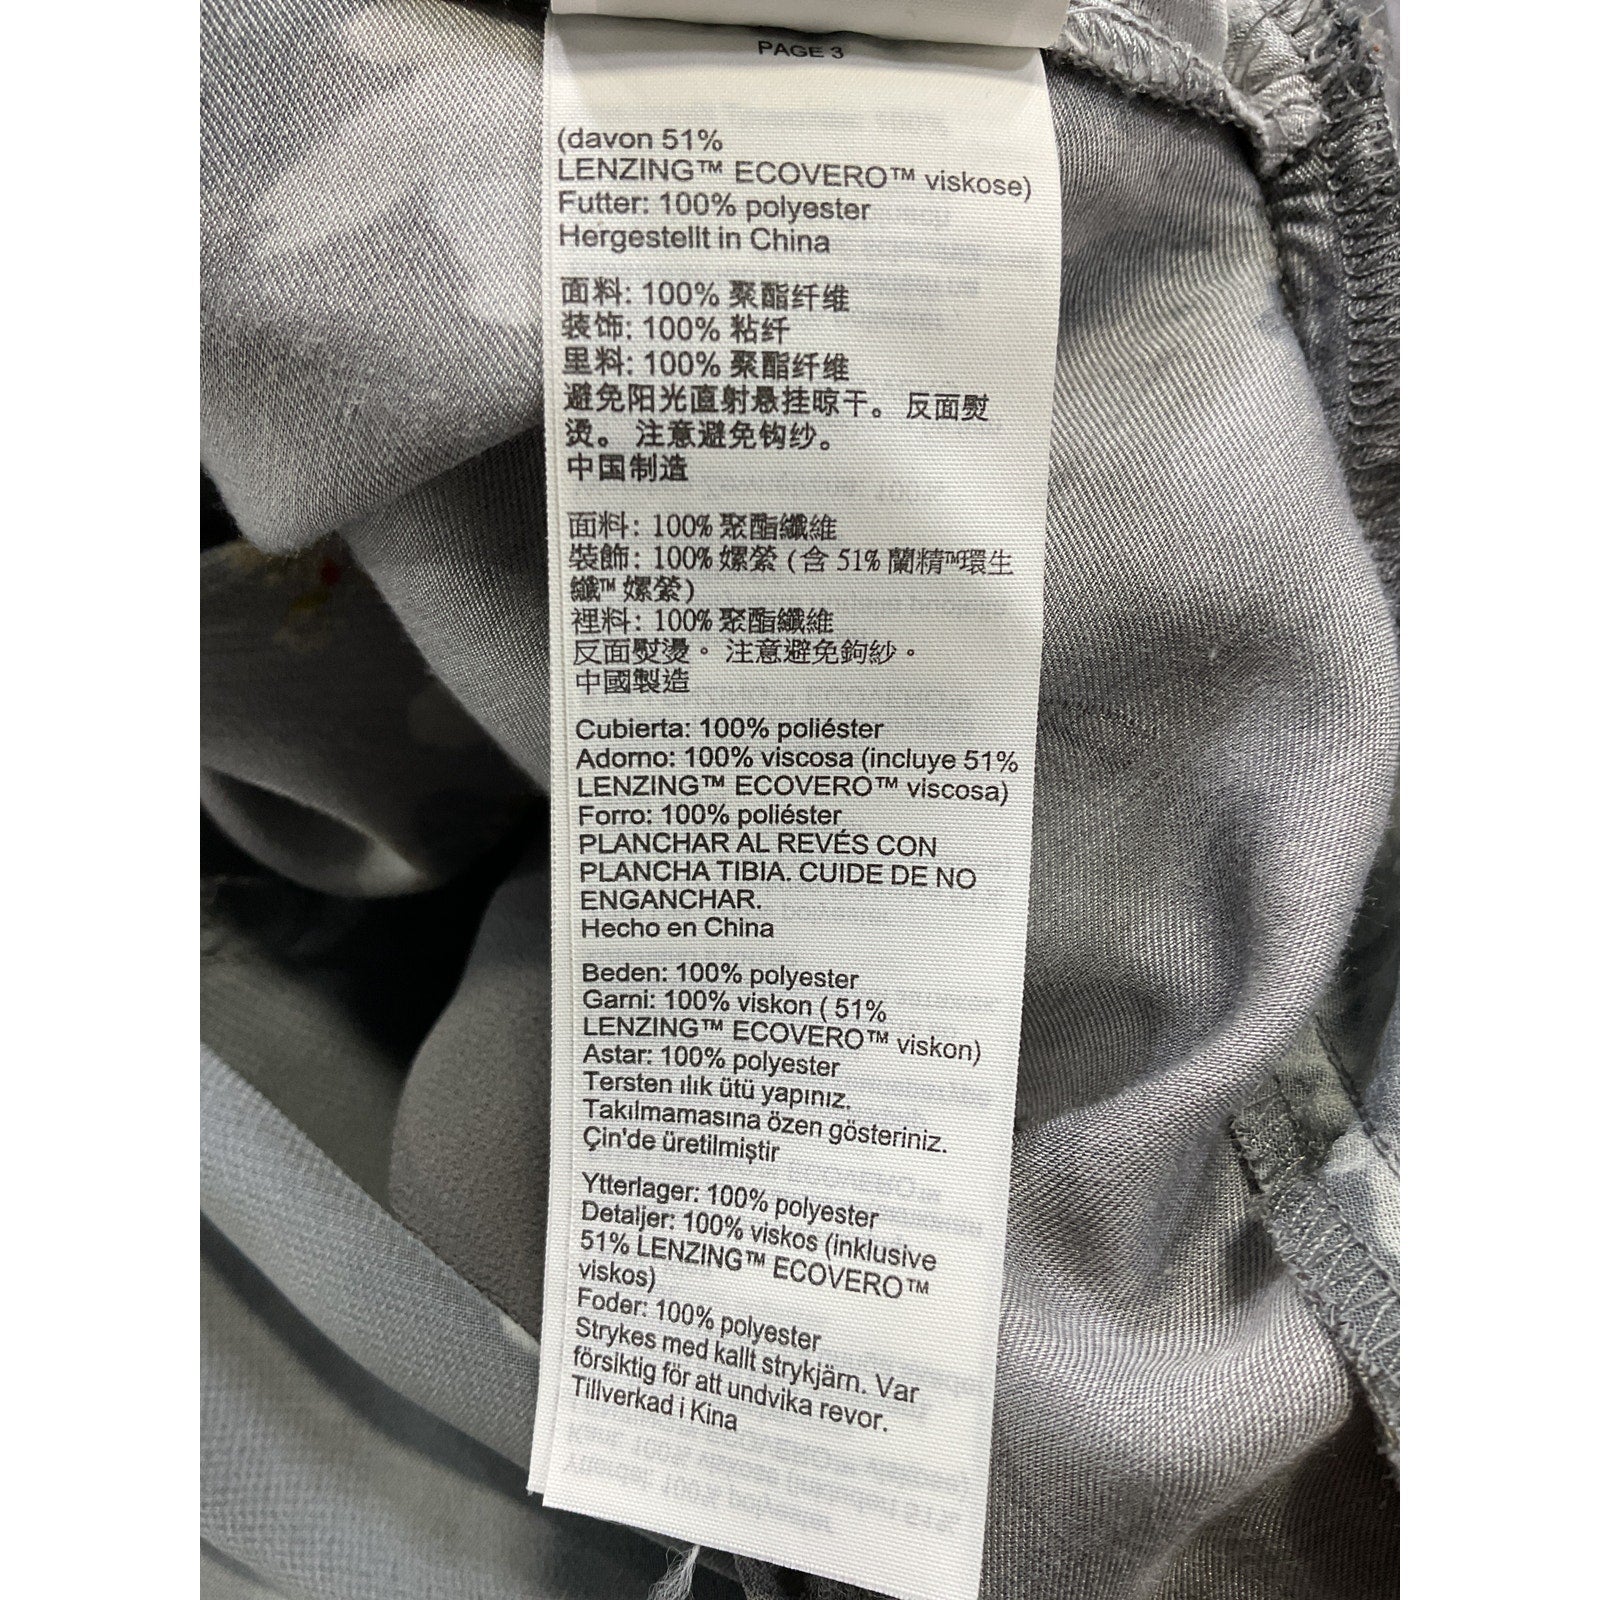 PAGE 3
(davon 51%
LENZING™ ECOVERO™ viskose)
Futter: 100% polyester
Hergestellt in China
面料: 100% 聚酯纤维
装饰: 100% 粘纤
里料: 100% 聚酯纤维
避免阳光直射悬挂晾干。 反面熨
烫。 注意避免钩纱。
中国制造
面料: 100% 聚酯纖維
裝飾: 100% 嫘縈 (含 51% 蘭精™環生
纖™ 嫘縈)
裡料: 100% 聚酯纖維
反面熨燙。 注意避免鉤紗。
中國製造
Cubierta: 100% poliéster
Adorno: 100% viscosa (incluye 51%
LENZING™ ECOVERO™ viscosa)
Forro: 100% poliéster
PLANCHAR AL REVÉS CON
PLANCHA TIBIA. CUIDE DE NO
ENGANCHAR.
Hecho en China
Beden: 100% polyester
Garni: 100% viskon ( 51%
LENZING™ ECOVERO™ viskon)
Astar: 100% polyester
Tersten ılık ütü yapınız.
Takılmamasına özen gösteriniz.
Çin'de üretilmiştir
Ytterlager: 100% polyester
Detaljer: 100% viskos (inklusive
51% LENZING™ ECOVERO™
viskos)
Foder: 100% polyester
Strykes med kallt strykjärn. Var
försiktig för att undvika revor.
Tillverkad i Kina